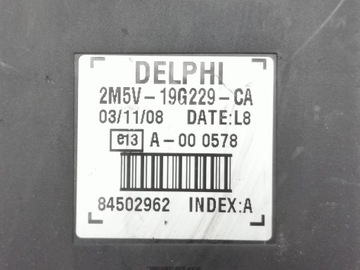 DELPHI
2M5V-19G229-CA
03/11/08 DATE:L8
e13 A-00 0578
84502962 INDEX:A